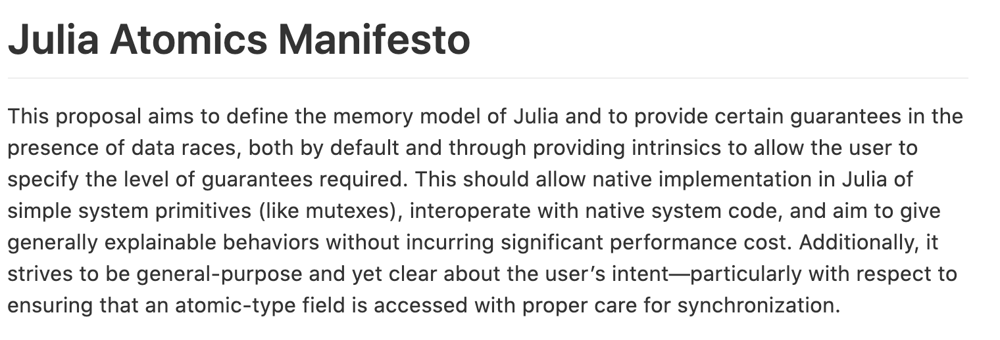 Julia Atomics Manifesto
This proposal aims to define the memory model of Julia and to provide certain guarantees in the
presence of data races, both by default and through providing intrinsics to allow the user to
specify the level of guarantees required. This should allow native implementation in Julia of
simple system primitives (like mutexes), interoperate with native system code, and aim to give
generally explainable behaviors without incurring significant performance cost. Additionally, it
strives to be general-purpose and yet clear about the user’s intent—particularly with respect to
ensuring that an atomic-type field is accessed with proper care for synchronization.